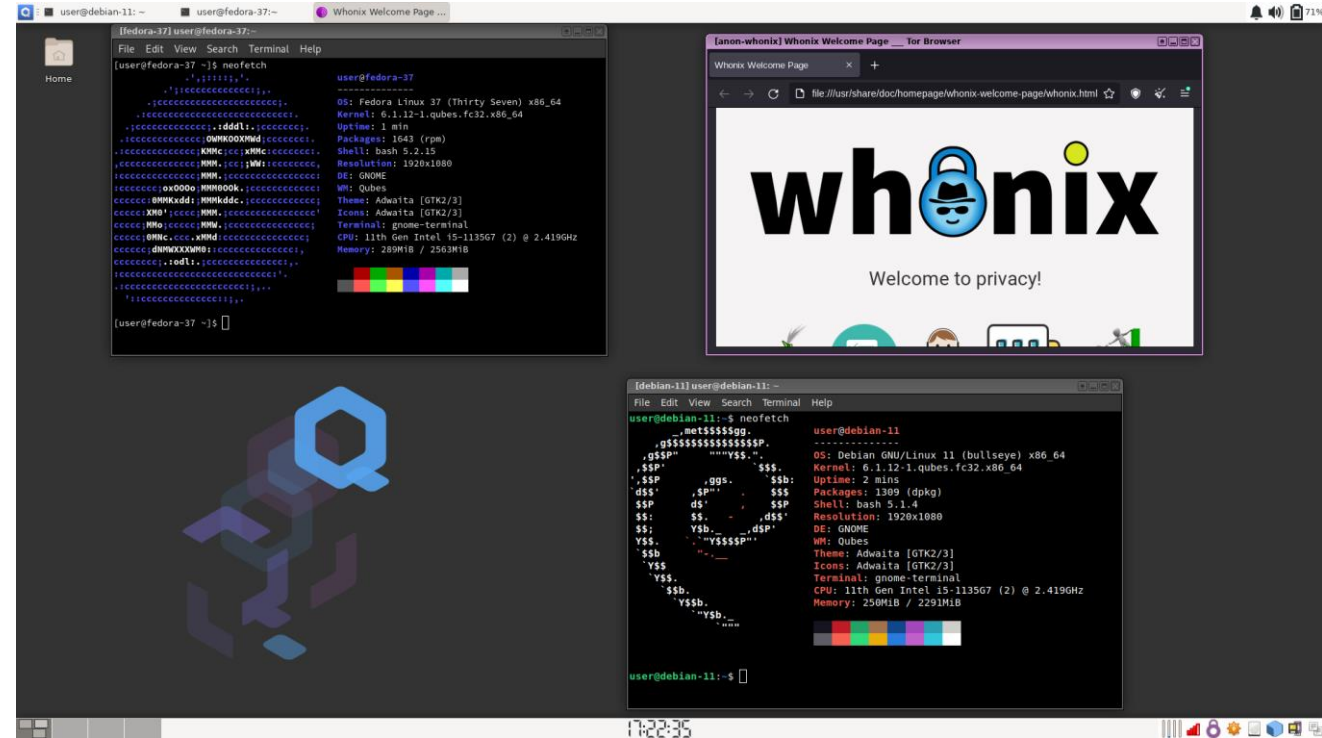 user@debian-11: ~
user@fedora-37:~
Whonix Welcome Page ...
71%
Home
[fedora-37] user@fedora-37:~
File Edit View Search Terminal Help
[user@fedora-37 ~]$ neofetch
user@fedora-37
--------------
OS: Fedora Linux 37 (Thirty Seven) x86_64
Kernel: 6.1.12-1.qubes.fc32.x86_64
Uptime: 1 min
Packages: 1643 (rpm)
Shell: bash 5.2.15
Resolution: 1920x1080
DE: GNOME
WM: Qubes
Theme: Adwaita [GTK2/3]
Icons: Adwaita [GTK2/3]
Terminal: gnome-terminal
CPU: 11th Gen Intel i5-1135G7 (2) @ 2.419GHz
Memory: 289MiB / 2563MiB
[user@fedora-37 ~]$
[anon-whonix] Whonix Welcome Page __ Tor Browser
Whonix Welcome Page
file:///usr/share/doc/homepage/whonix-welcome-page/whonix.html
whonix
Welcome to privacy!
[debian-11] user@debian-11: ~
File Edit View Search Terminal Help
user@debian-11:~$ neofetch
user@debian-11
--------------
OS: Debian GNU/Linux 11 (bullseye) x86_64
Kernel: 6.1.12-1.qubes.fc32.x86_64
Uptime: 2 mins
Packages: 1309 (dpkg)
Shell: bash 5.1.4
Resolution: 1920x1080
DE: GNOME
WM: Qubes
Theme: Adwaita [GTK2/3]
Icons: Adwaita [GTK2/3]
Terminal: gnome-terminal
CPU: 11th Gen Intel i5-1135G7 (2) @ 2.419GHz
Memory: 250MiB / 2291MiB
user@debian-11:~$
17:22:35